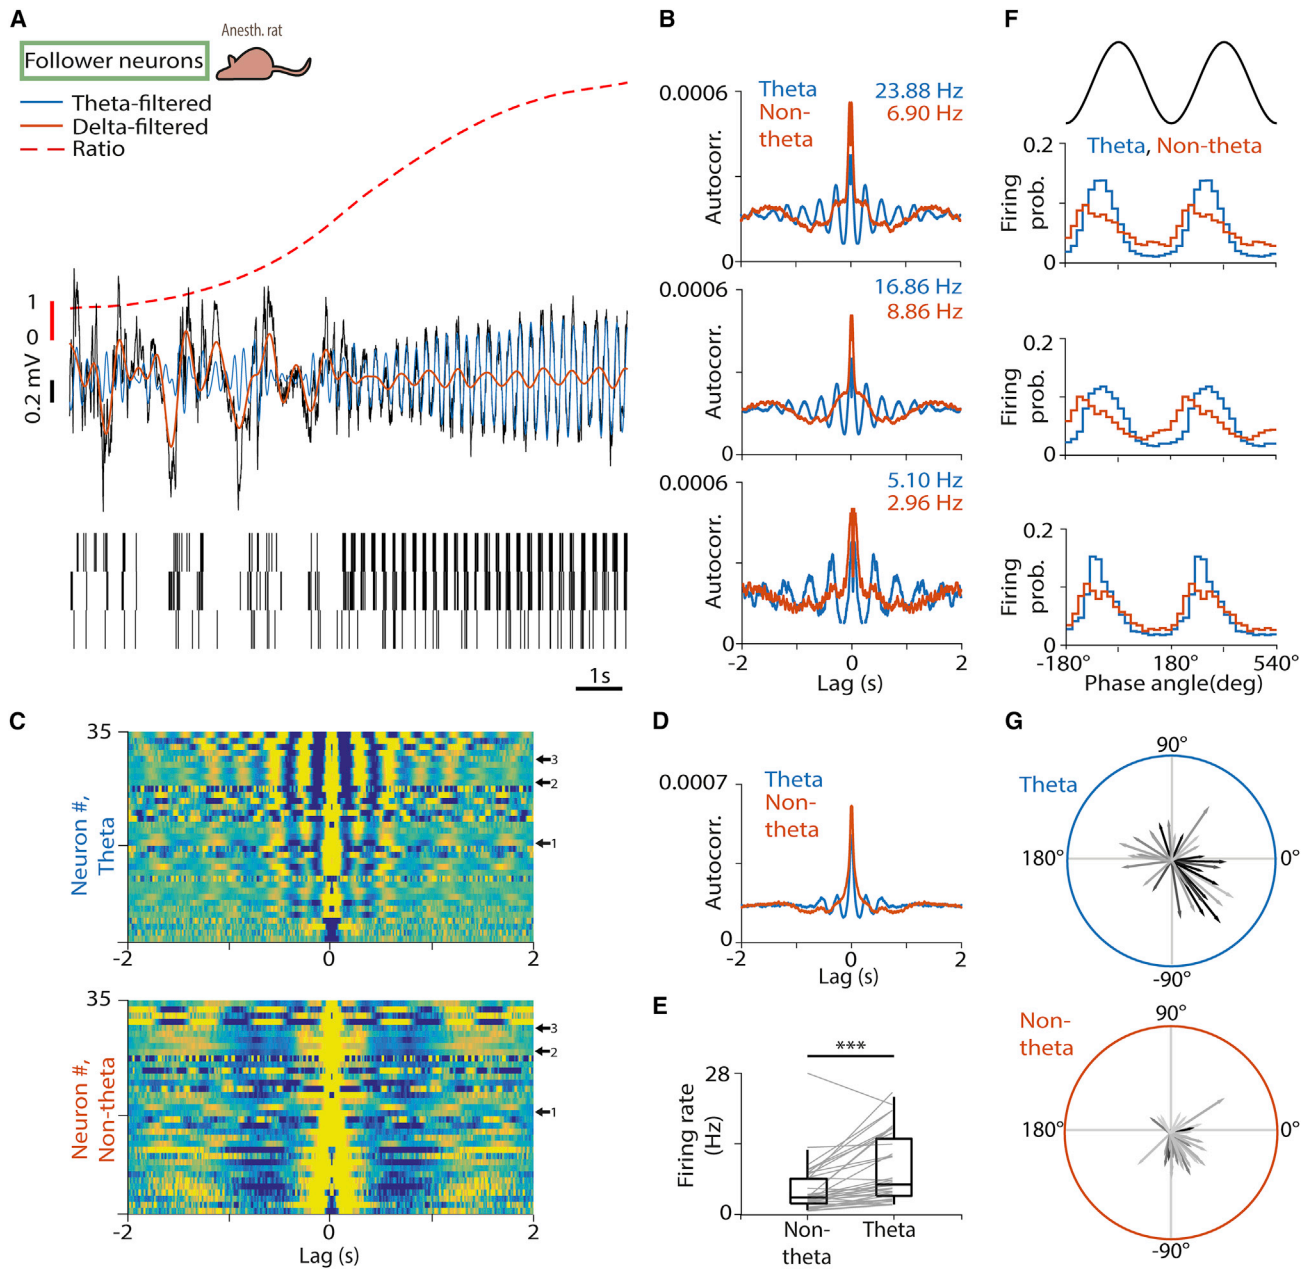 A
Anesth. rat
Follower neurons
Theta-filtered
Delta-filtered
Ratio
1
0
0.2 mV
1s
B
0.0006
Theta
Non-
theta
23.88 Hz
6.90 Hz
Autocorr.
0
0.0006
16.86 Hz
8.86 Hz
Autocorr.
0
0.0006
5.10 Hz
2.96 Hz
Autocorr.
0
-2
0
2
Lag (s)
F
0.2
Theta, Non-theta
Firing
prob.
0
0.2
Firing
prob.
0
0.2
Firing
prob.
0
-180°
180°
540°
Phase angle(deg)
C
35
Neuron #,
Theta
3
2
1
-2
0
2
35
Neuron #,
Non-theta
3
2
1
-2
0
2
Lag (s)
D
0.0007
Theta
Non-
theta
Autocorr.
0
-2
0
2
Lag (s)
E
***
28
Firing rate
(Hz)
0
Non-
theta
Theta
G
Theta
90°
180°
0°
-90°
Non-
theta
90°
180°
0°
-90°